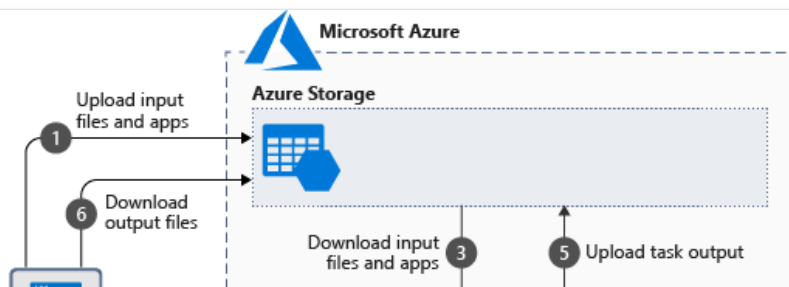 Microsoft Azure
Azure Storage
Upload input
files and apps
1
Download
output files
6
Download input
files and apps
3
5
Upload task output